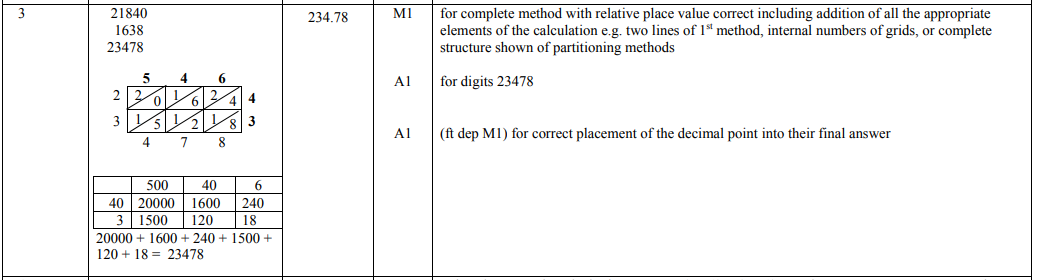 3
21840
1638
23478
5 4 6
2 2 0 1 6 2 4 4
3 1 5 1 2 1 8 3
4 7 8
500 40 6
40 20000 1600 240
3 1500 120 18
20000 + 1600 + 240 + 1500 +
120 + 18 = 23478
234.78
M1
for complete method with relative place value correct including addition of all the appropriate
elements of the calculation e.g. two lines of 1st method, internal numbers of grids, or complete
structure shown of partitioning methods
A1
for digits 23478
A1
(ft dep M1) for correct placement of the decimal point into their final answer